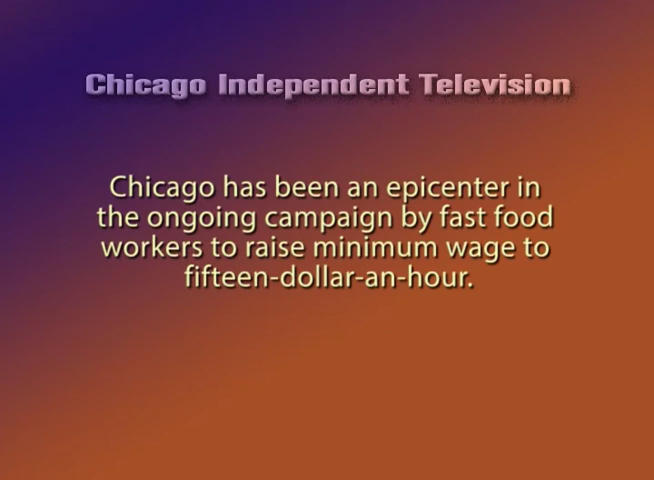 Chicago Independent Television
Chicago has been an epicenter in
the ongoing campaign by fast food
workers to raise minimum wage to
fifteen-dollar-an-hour.